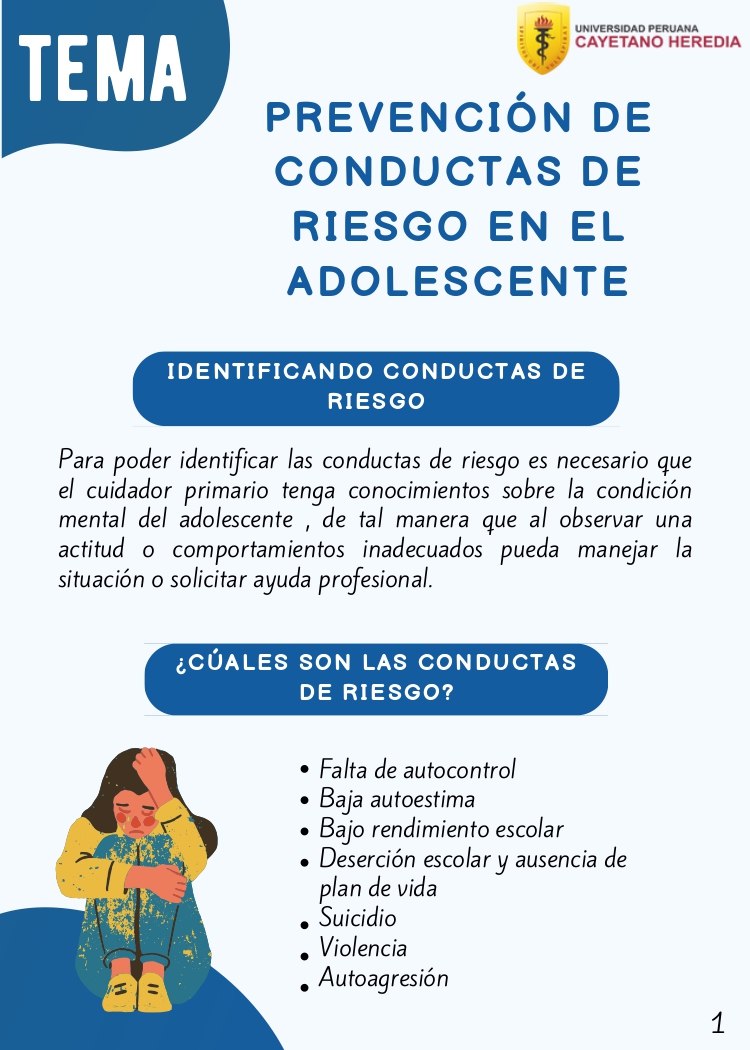 TEMA
UNIVERSIDAD PERUANA
CAYETANO HEREDIA
PREVENCIÓN DE
CONDUCTAS DE
RIESGO EN EL
ADOLESCENTE
IDENTIFICANDO CONDUCTAS DE
RIESGO
Para poder identificar las conductas de riesgo es necesario que
el cuidador primario tenga conocimientos sobre la condición
mental del adolescente , de tal manera que al observar una
actitud o comportamientos inadecuados pueda manejar la
situación o solicitar ayuda profesional.
¿CÚALES SON LAS CONDUCTAS
DE RIESGO?
• Falta de autocontrol
• Baja autoestima
• Bajo rendimiento escolar
• Deserción escolar y ausencia de
plan de vida
• Suicidio
• Violencia
• Autoagresión
1